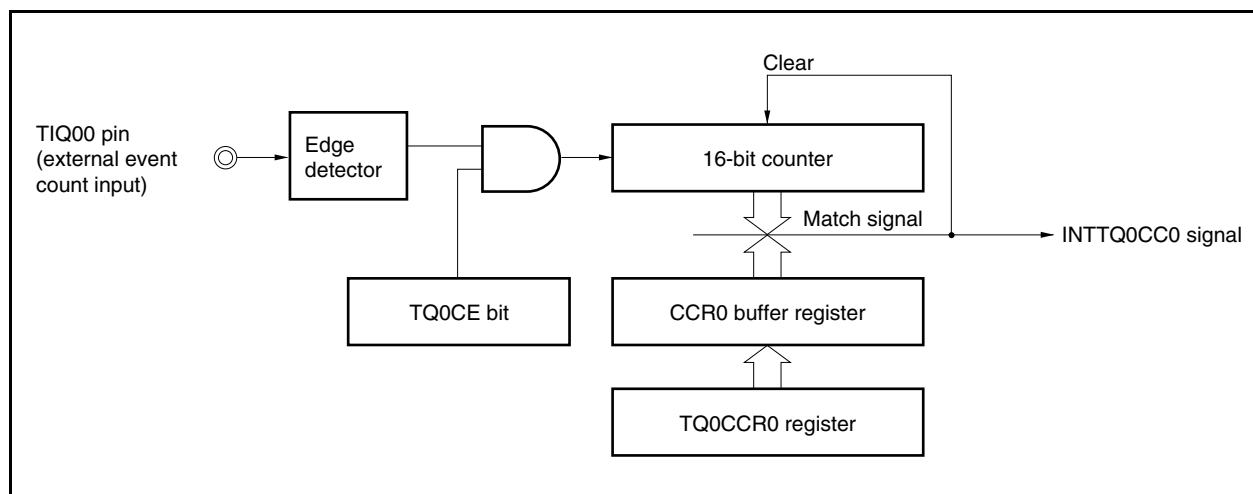 Clear
TIQ00 pin
(external event
count input)
Edge
detector
16-bit counter
Match signal
INTTQ0CC0 signal
TQ0CE bit
CCR0 buffer register
TQ0CCR0 register